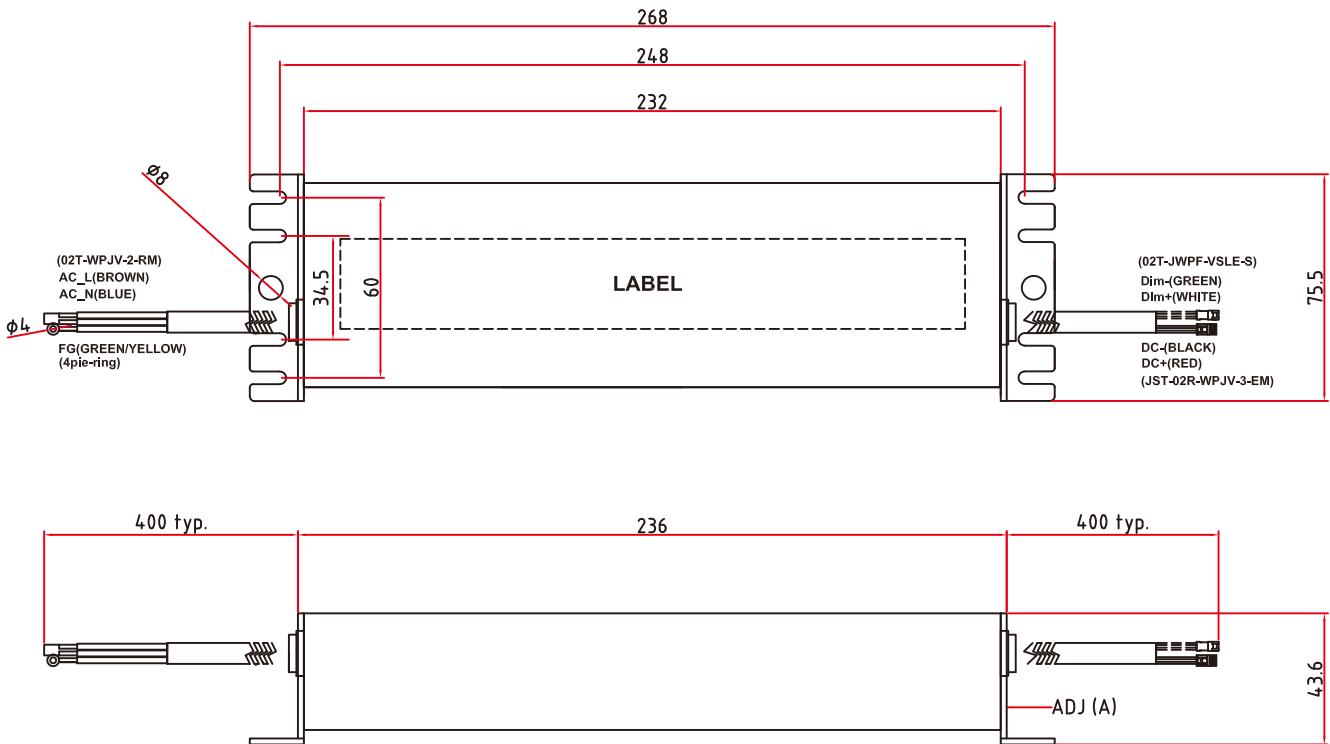 268
248
232
ø8
(02T-WPJV-2-RM)
AC_L(BROWN)
AC_N(BLUE)
ø4
FG(GREEN/YELLOW)
(4pie-ring)
34.5
60
LABEL
(02T-JWPF-VSLE-S)
Dim-(GREEN)
DIm+(WHITE)
DC-(BLACK)
DC+(RED)
(JST-02R-WPJV-3-EM)
75.5
400 typ.
236
400 typ.
43.6
ADJ (A)